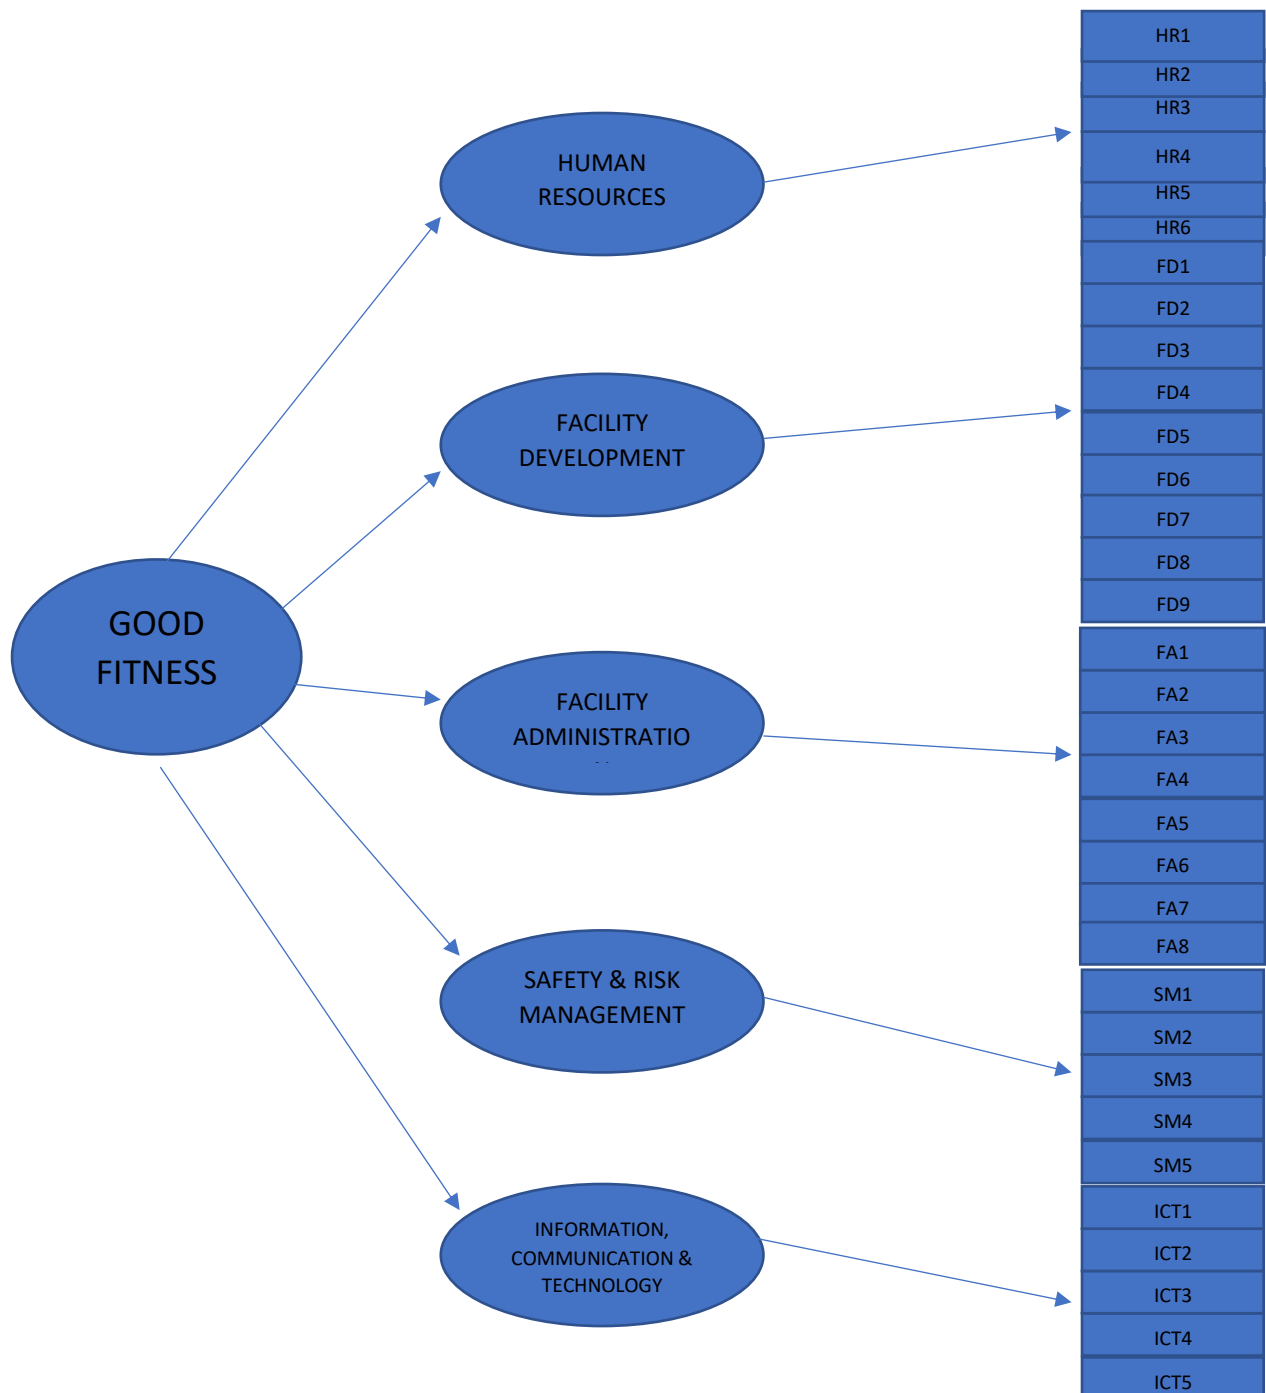 HUMAN
RESOURCES
FACILITY
DEVELOPMENT
GOOD
FITNESS
FACILITY
ADMINISTRATIO
SAFETY & RISK
MANAGEMENT
INFORMATION,
COMMUNICATION &
TECHNOLOGY
HR1
HR2
HR3
HR4
HR5
HR6
FD1
FD2
FD3
FD4
FD5
FD6
FD7
FD8
FD9
FA1
FA2
FA3
FA4
FA5
FA6
FA7
FA8
SM1
SM2
SM3
SM4
SM5
ICT1
ICT2
ICT3
ICT4
ICT5